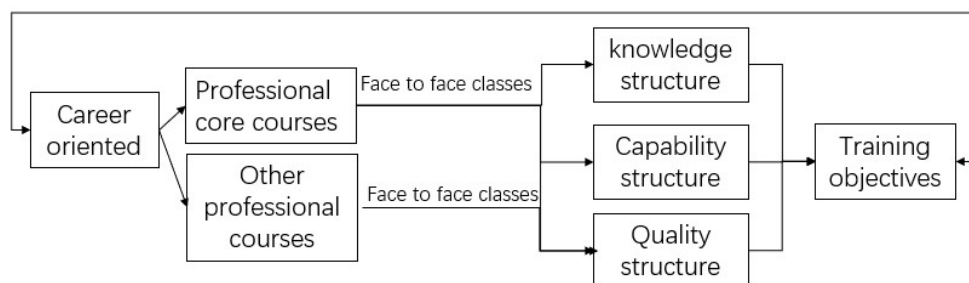 Career
oriented
Professional
core courses
Other
professional
courses
Face to face classes
Face to face classes
knowledge
structure
Capability
structure
Quality
structure
Training
objectives